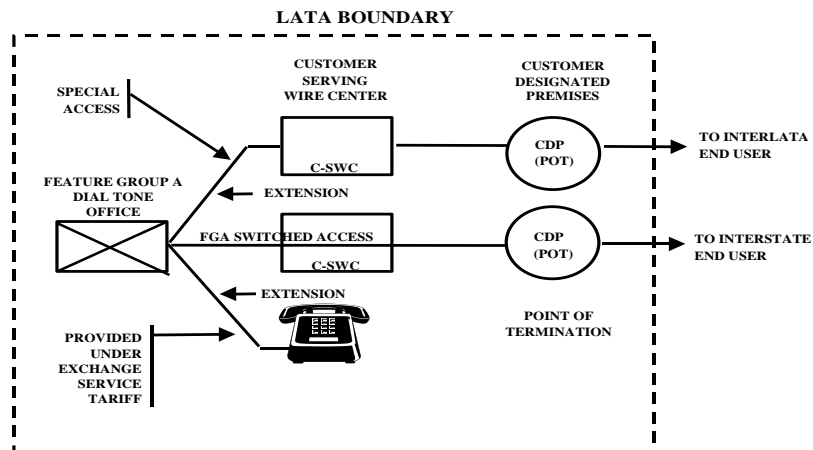 LATA BOUNDARY
CUSTOMER
SERVING
WIRE CENTER
CUSTOMER
DESIGNATED
PREMISES
SPECIAL
ACCESS
C-SWC
CDP
(POT)
TO INTERLATA
END USER
FEATURE GROUP A
DIAL TONE
OFFICE
EXTENSION
FGA SWITCHED ACCESS
C-SWC
CDP
(POT)
TO INTERSTATE
END USER
EXTENSION
POINT OF
TERMINATION
PROVIDED
UNDER
EXCHANGE
SERVICE
TARIFF